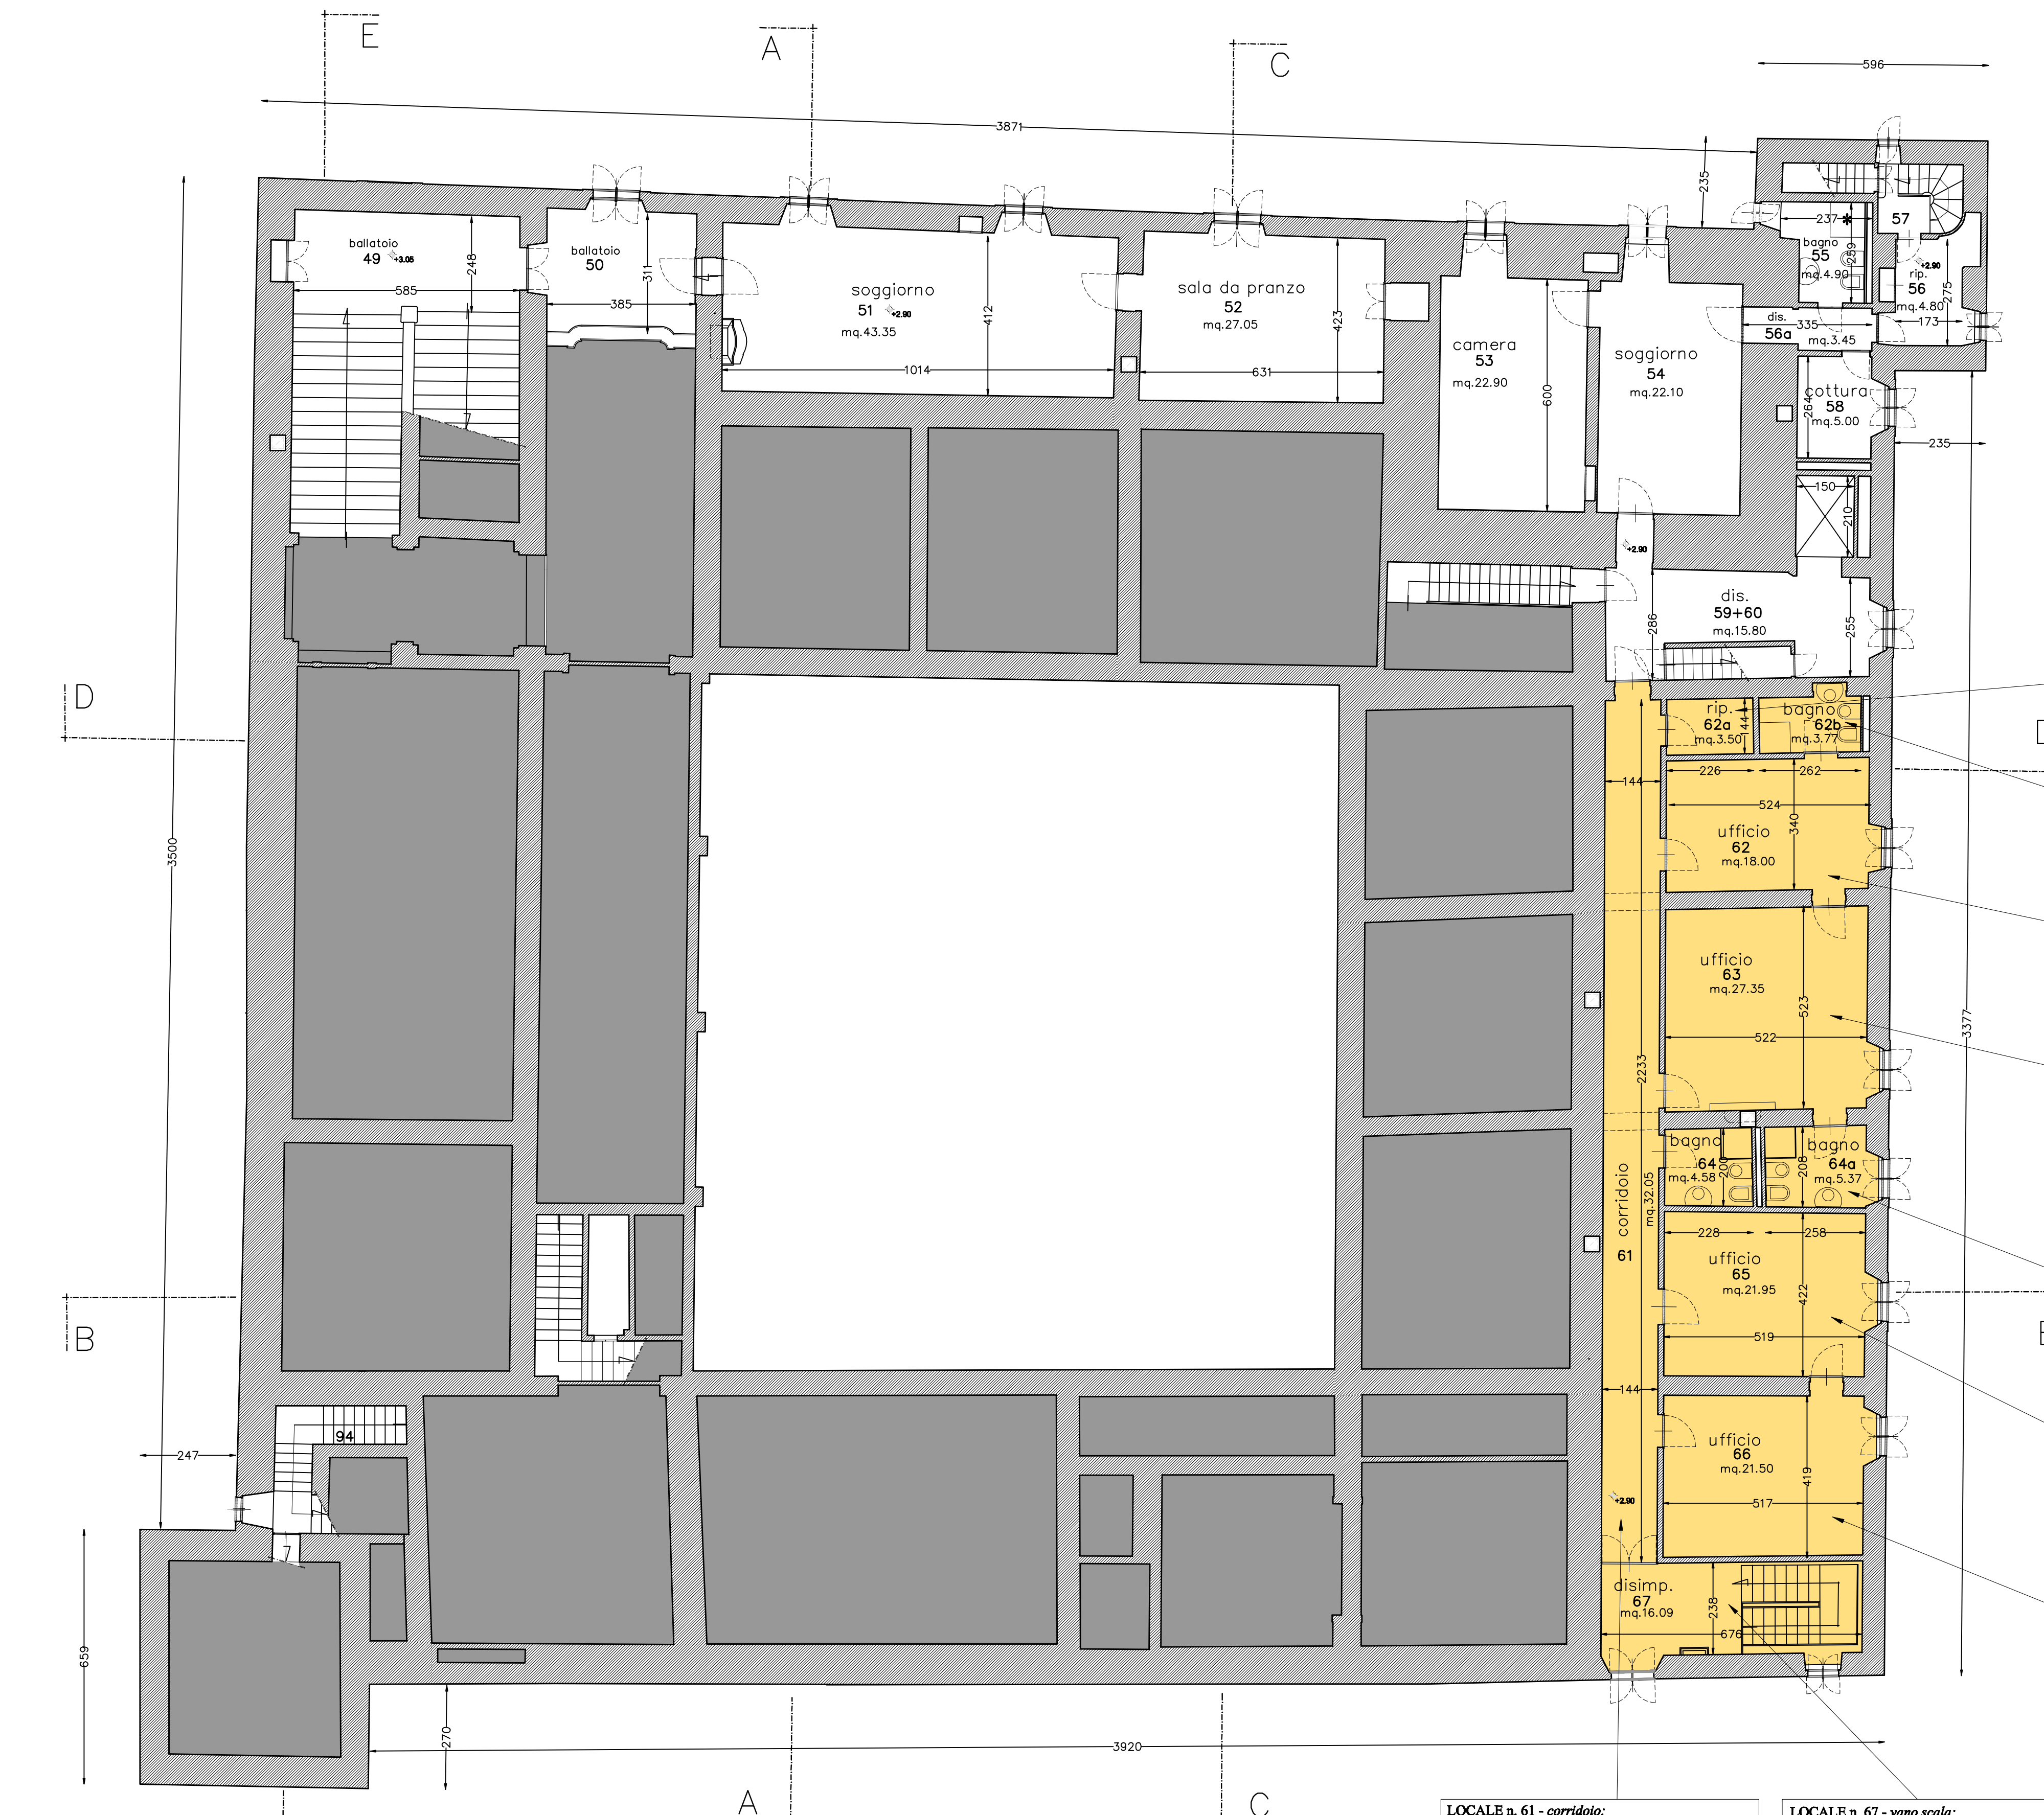 E
A
C
596
3871
235
ballatoio
49
+3.05
248
585
ballatoio
50
311
385
soggiorno
51
+2.90
mq.43.35
412
1014
sala da pranzo
52
mq.27.05
423
631
camera
53
mq.22.90
600
soggiorno
54
mq.22.10
237
*
bagno
55
mq.4.90
259
57
+2.90
rip.
56
mq.4.80
275
173
dis.
335
56a
mq.3.45
cottura
58
mq.5.00
264
235
150
210
+2.90
dis.
59+60
mq.15.80
286
255
D
3500
rip.
62a
mq.3.50
144
bagno
62b
mq.3.77
144
226
262
524
340
ufficio
62
mq.18.00
ufficio
63
mq.27.35
523
522
2233
3377
corridoio
61
mq.32.05
bagno
64
mq.4.58
200
bagno
64a
mq.5.37
208
228
258
ufficio
65
mq.21.95
422
519
B
144
ufficio
66
mq.21.50
419
517
94
247
+2.90
disimp.
67
mq.16.09
238
676
659
270
3920
A
C
LOCALE n. 61 - corridoio:
LOCALE n. 67 - vano scala: